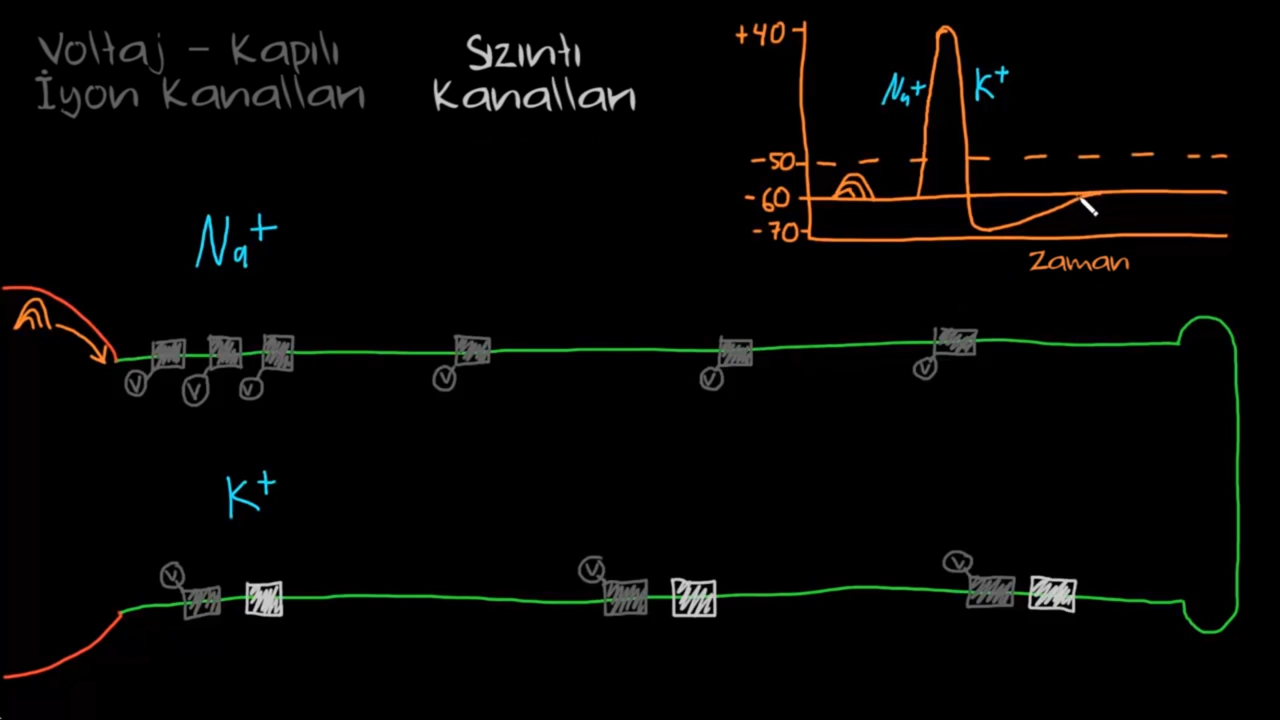 Voltaj - Kapılı
İyon Kanalları
Sızıntı
Kanalları
+40
Na+
K+
-50
-60
-70
Zaman
Na+
V
V
V
V
V
V
K+
V
V
V